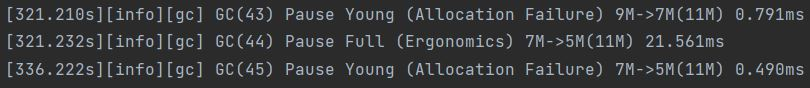 [321.210s][info][gc] GC(43) Pause Young (Allocation Failure) 9M->7M(11M) 0.791ms
[321.232s][info][gc] GC(44) Pause Full (Ergonomics) 7M->5M(11M) 21.561ms
[336.222s][info][gc] GC(45) Pause Young (Allocation Failure) 7M->5M(11M) 0.490ms